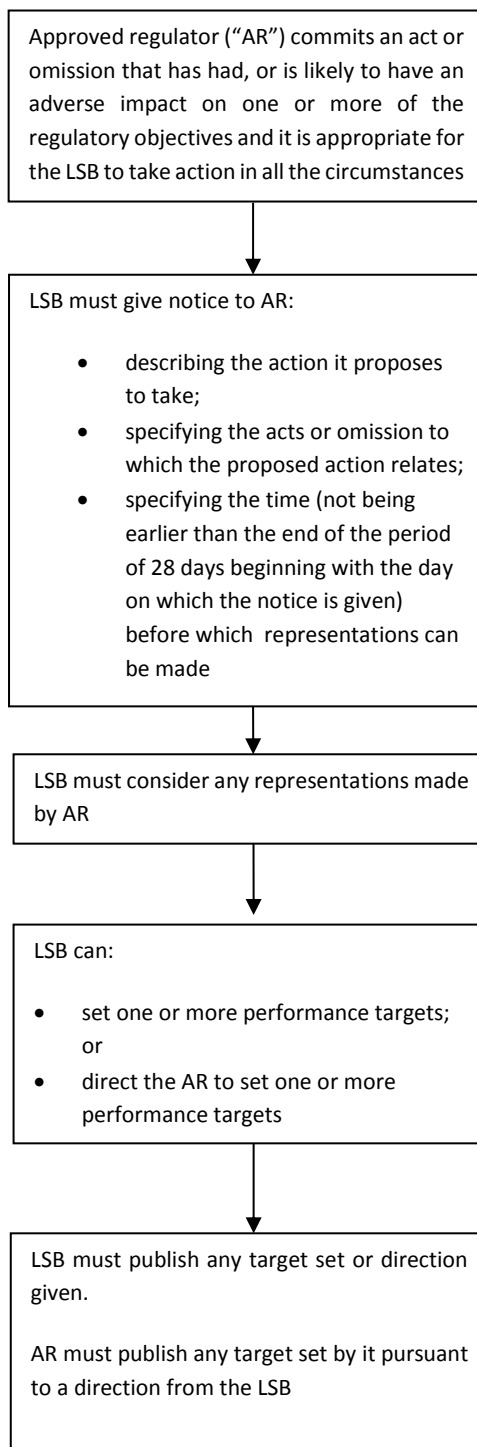 Approved regulator (“AR”) commits an act or
omission that has had, or is likely to have an
adverse impact on one or more of the
regulatory objectives and it is appropriate for
the LSB to take action in all the circumstances
LSB must give notice to AR:
• describing the action it proposes
to take;
• specifying the acts or omission to
which the proposed action relates;
• specifying the time (not being
earlier than the end of the period
of 28 days beginning with the day
on which the notice is given)
before which representations can
be made
LSB must consider any representations made
by AR
LSB can:
• set one or more performance targets;
or
• direct the AR to set one or more
performance targets
LSB must publish any target set or direction
given.
AR must publish any target set by it pursuant
to a direction from the LSB